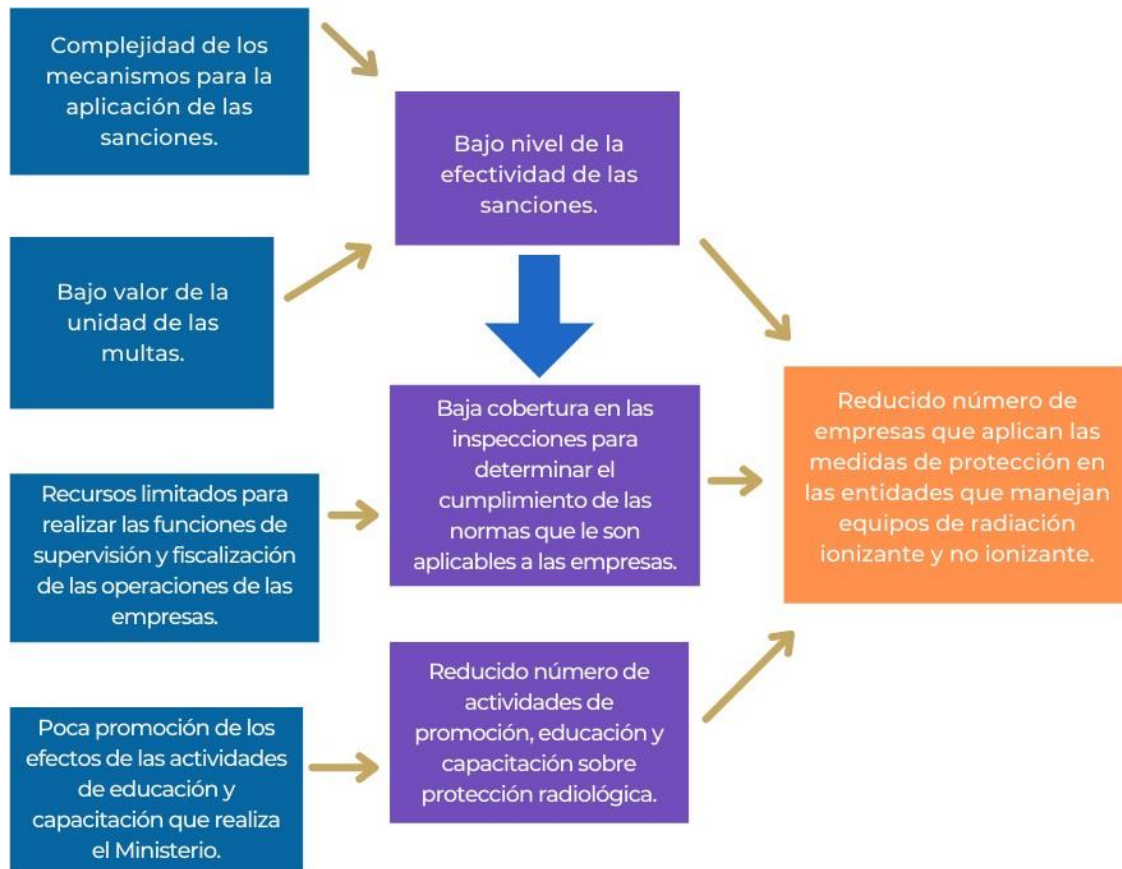 Complejidad de los
mecanismos para la
aplicación de las
sanciones.
Bajo valor de la
unidad de las
multas.
Recursos limitados para
realizar las funciones de
supervisión y fiscalización
de las operaciones de las
empresas.
Poca promoción de los
efectos de las actividades
de educación y
capacitación que realiza
el Ministerio.
Bajo nivel de la
efectividad de las
sanciones.
Baja cobertura en las
inspecciones para
determinar el
cumplimiento de las
normas que le son
aplicables a las empresas.
Reducido número de
actividades de
promoción, educación y
capacitación sobre
protección radiológica.
Reducido número de
empresas que aplican las
medidas de protección en
las entidades que manejan
equipos de radiación
ionizante y no ionizante.